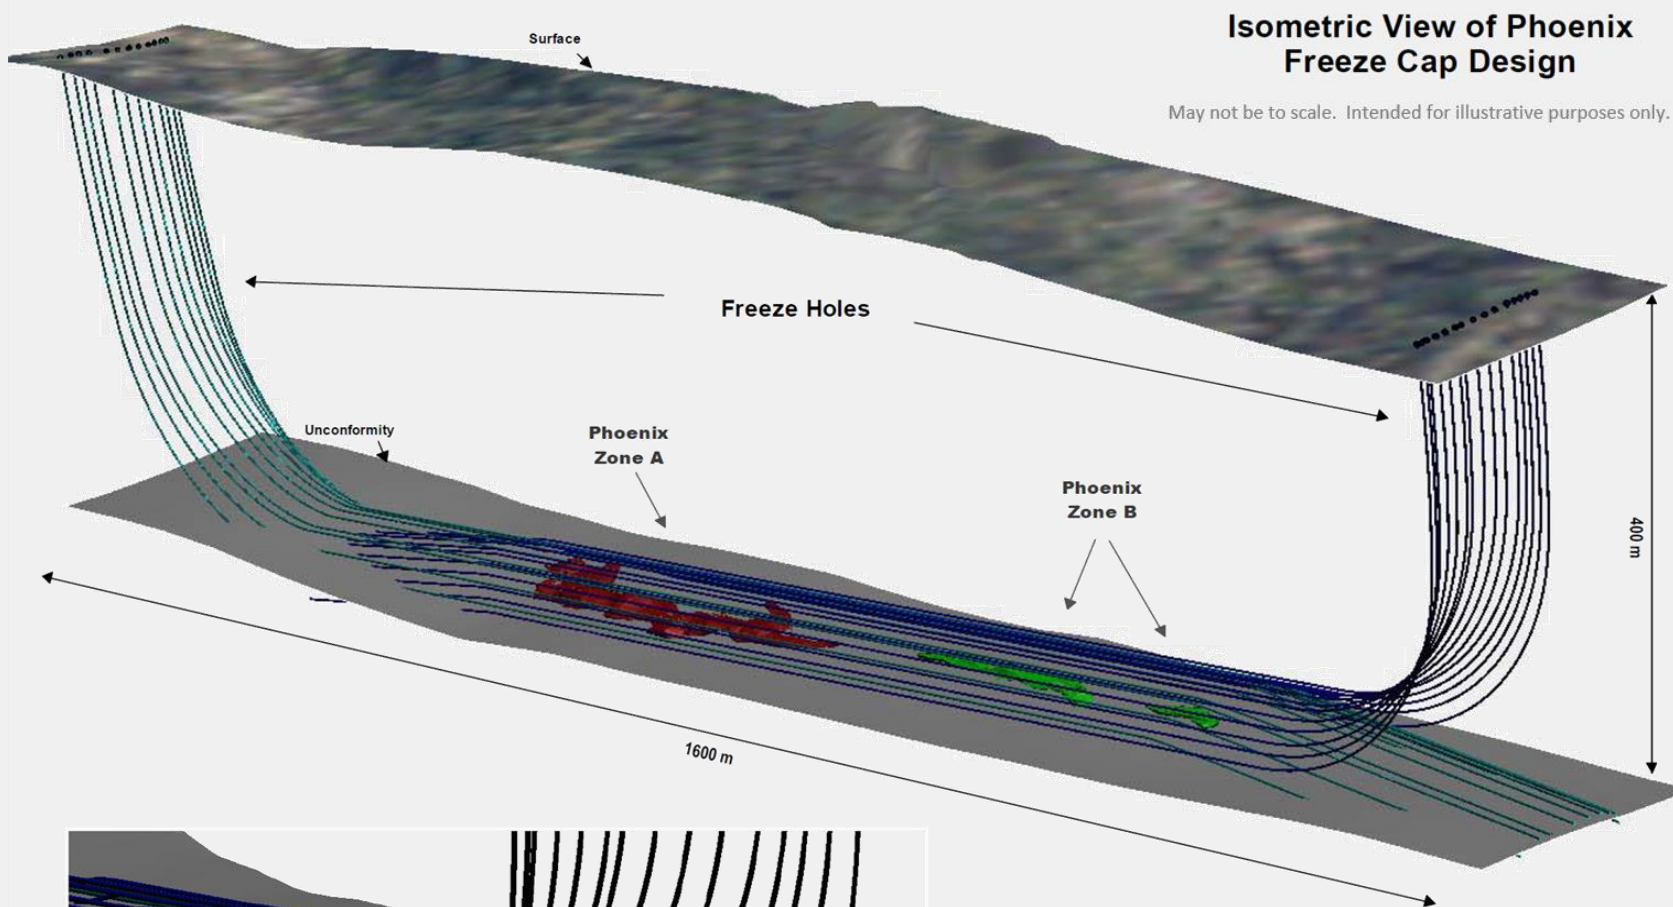 Isometric View of Phoenix
Freeze Cap Design
May not be to scale.  Intended for illustrative purposes only.
Surface
Freeze Holes
Unconformity
Phoenix
Zone A
Phoenix
Zone B
400 m
1600 m